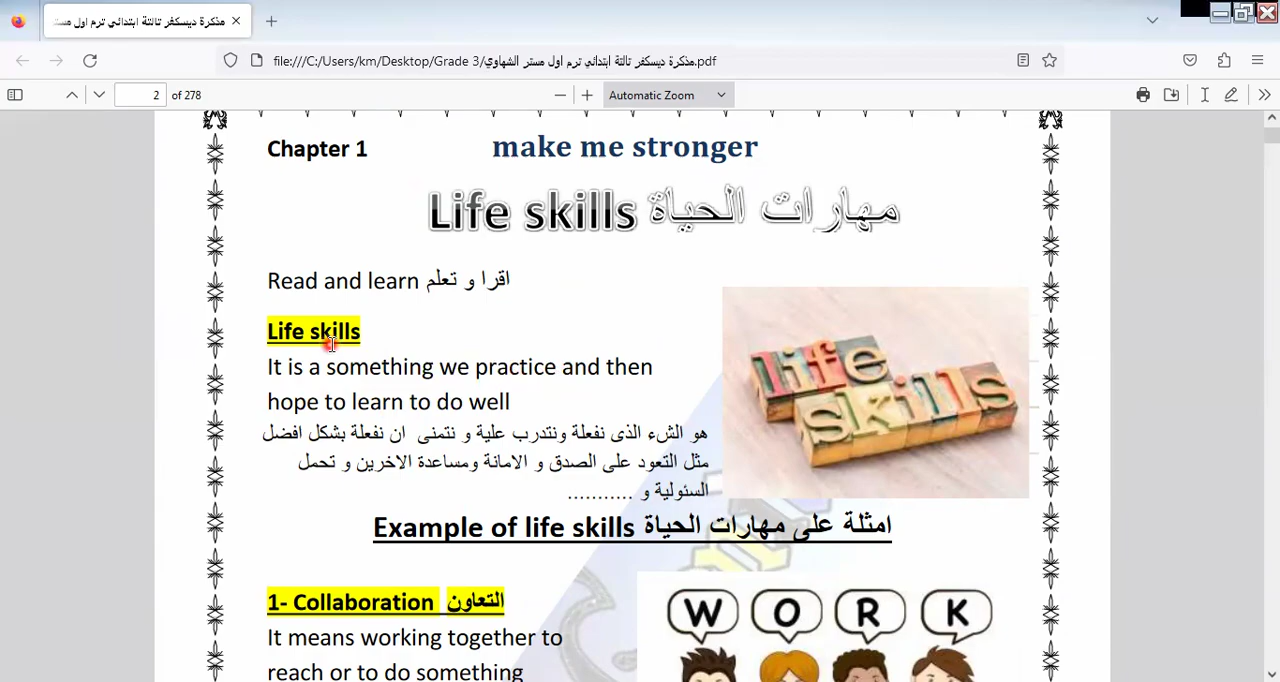 مذكرة ديسكفر تالتة ابتدائي ترم اول مستر
file:///C:/Users/km/Desktop/Grade 3/مذكرة ديسكفر تالتة ابتدائي ترم اول مستر الشهاوي.pdf
2 of 278
Automatic Zoom
Chapter 1 make me stronger
Life skills مهارات الحياة
Read and learn اقرا و تعلم
Life skills
It is a something we practice and then
hope to learn to do well
life
skills
هو الشء الذى نفعلة ونتدرب علية و نتمنى ان نفعلة بشكل افضل
مثل التعود على الصدق و الامانة ومساعدة الاخرين و تحمل
السئولية و ...........
Example of life skills امثلة على مهارات الحياة
1- Collaboration التعاون
It means working together to
reach or to do something
W O R K